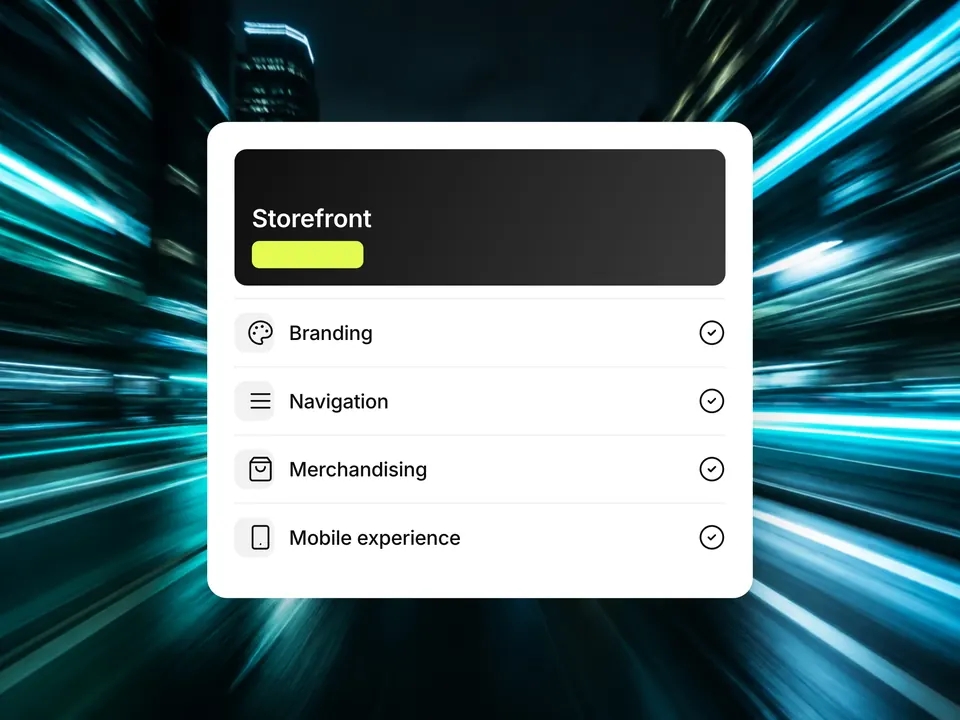 Storefront
Branding
Navigation
Merchandising
Mobile experience